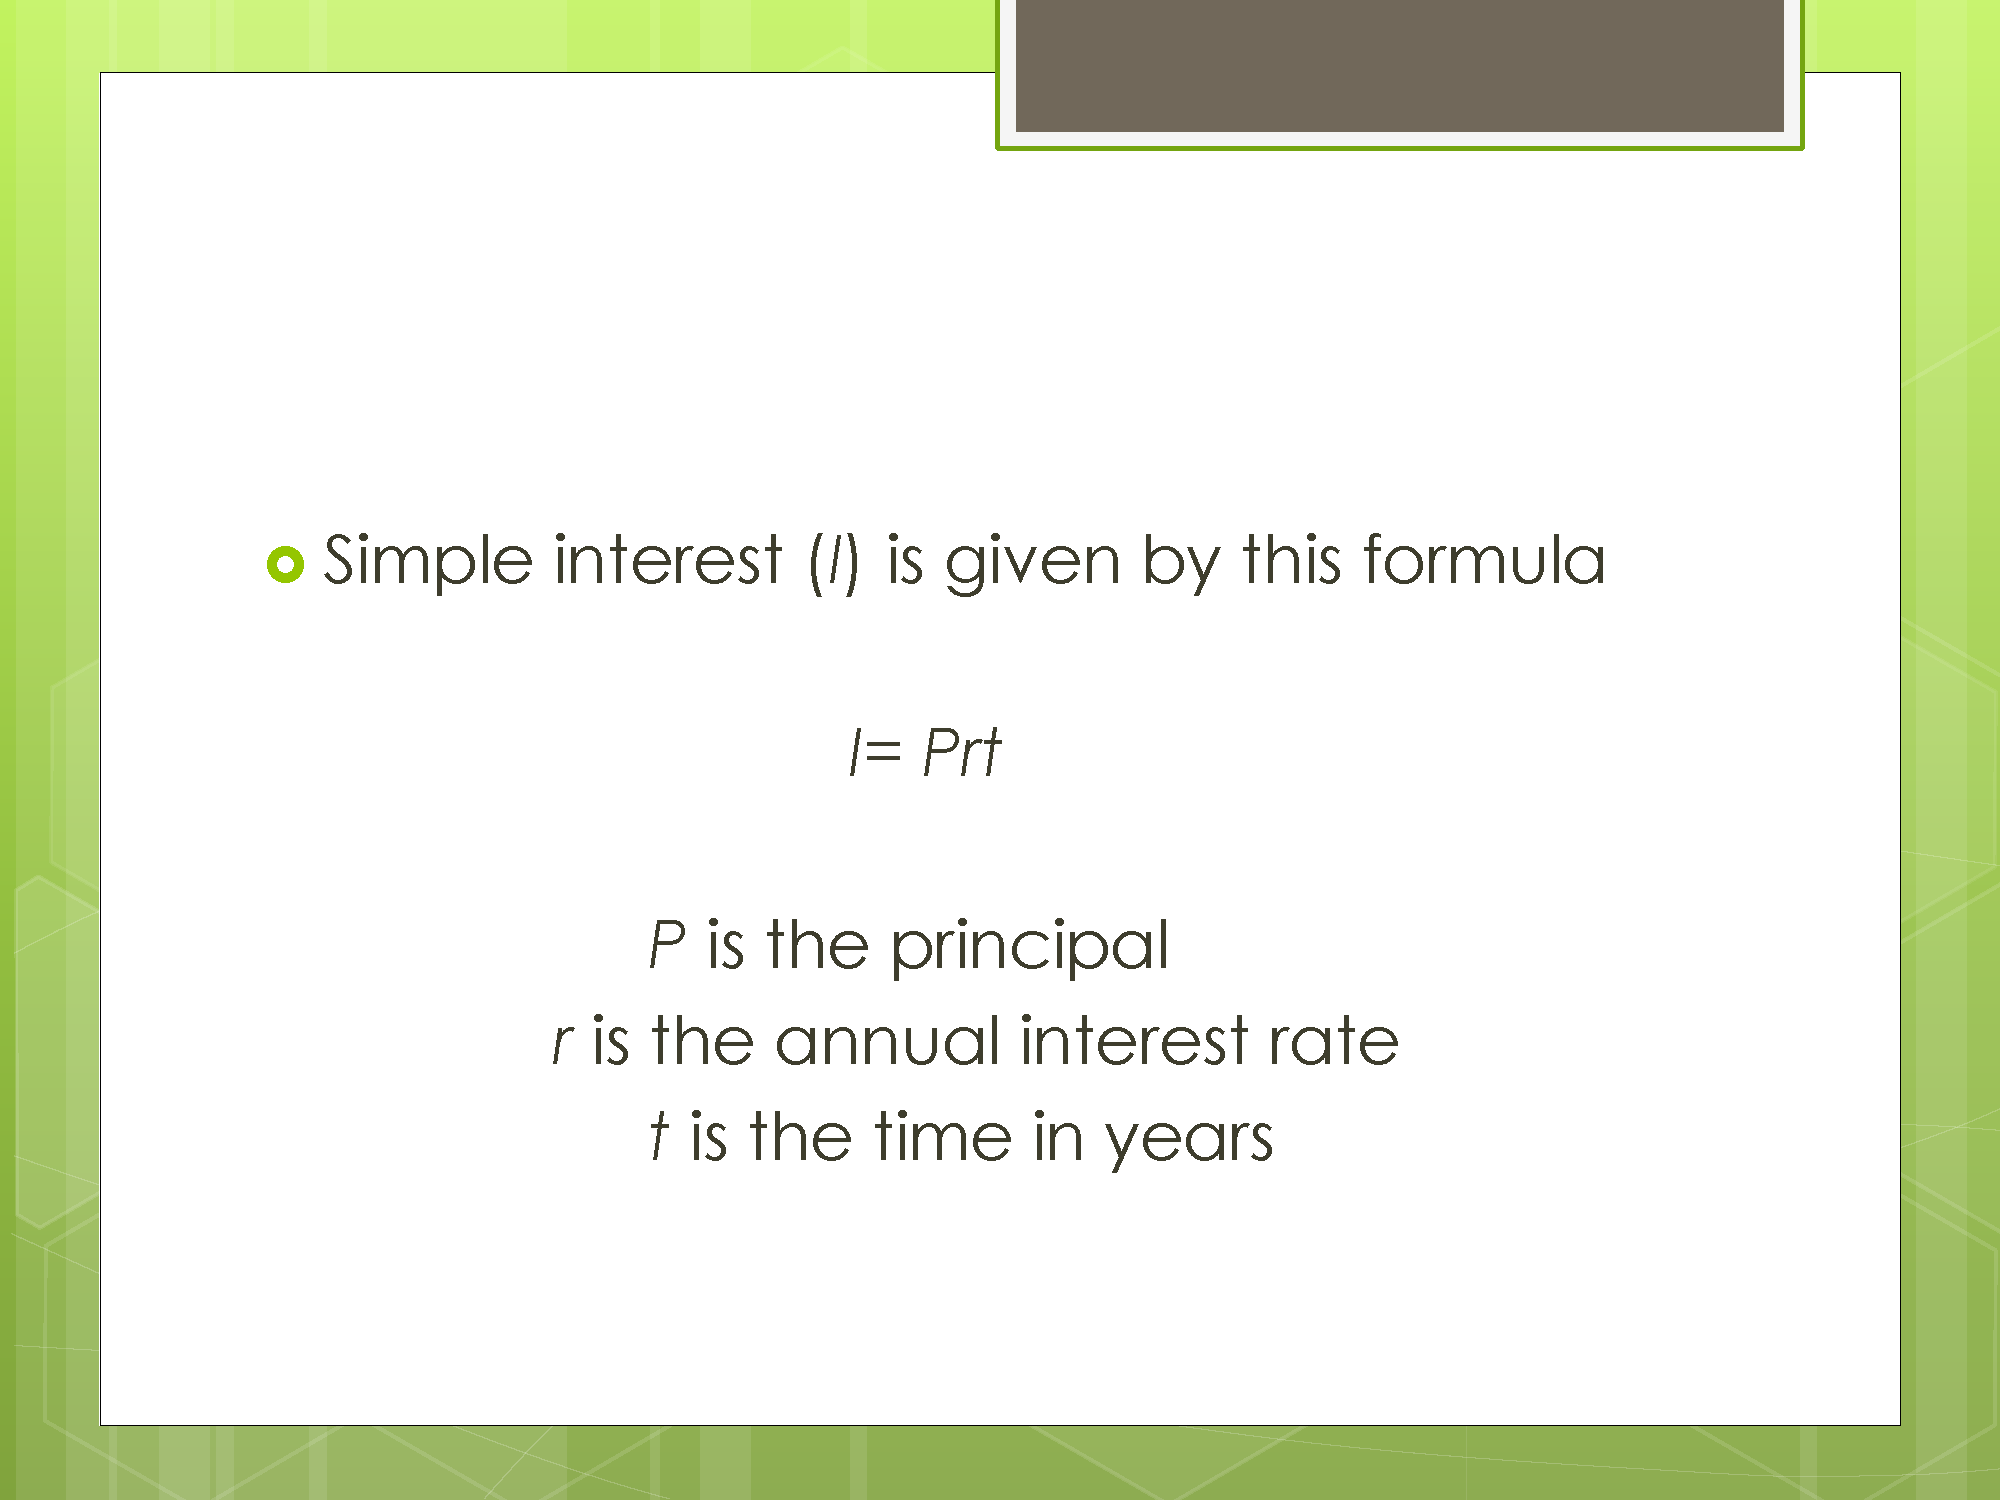 Simple interest (I) is given by this formula
I= Prt
P is the principal
r is the annual interest rate
t is the time in years